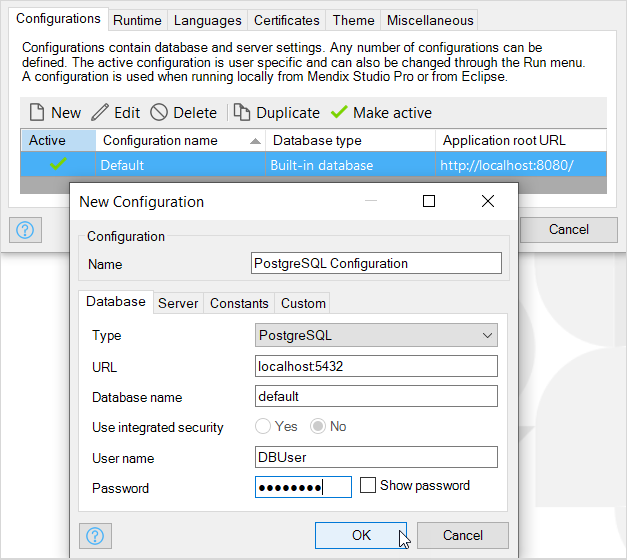 Configurations Runtime Languages Certificates Theme Miscellaneous
Configurations contain database and server settings. Any number of configurations can be
defined. The active configuration is user specific and can also be changed through the Run menu.
A configuration is used when running locally from Mendix Studio Pro or from Eclipse.
New Edit Delete Duplicate Make active
Active Configuration name Database type Application root URL
Default Built-in database http://localhost:8080/
? Cancel
New Configuration
Configuration
Name PostgreSQL Configuration
Database Server Constants Custom
Type PostgreSQL
URL localhost:5432
Database name default
Use integrated security Yes No
User name DBUser
Password ●●●●●●●● Show password
? OK Cancel